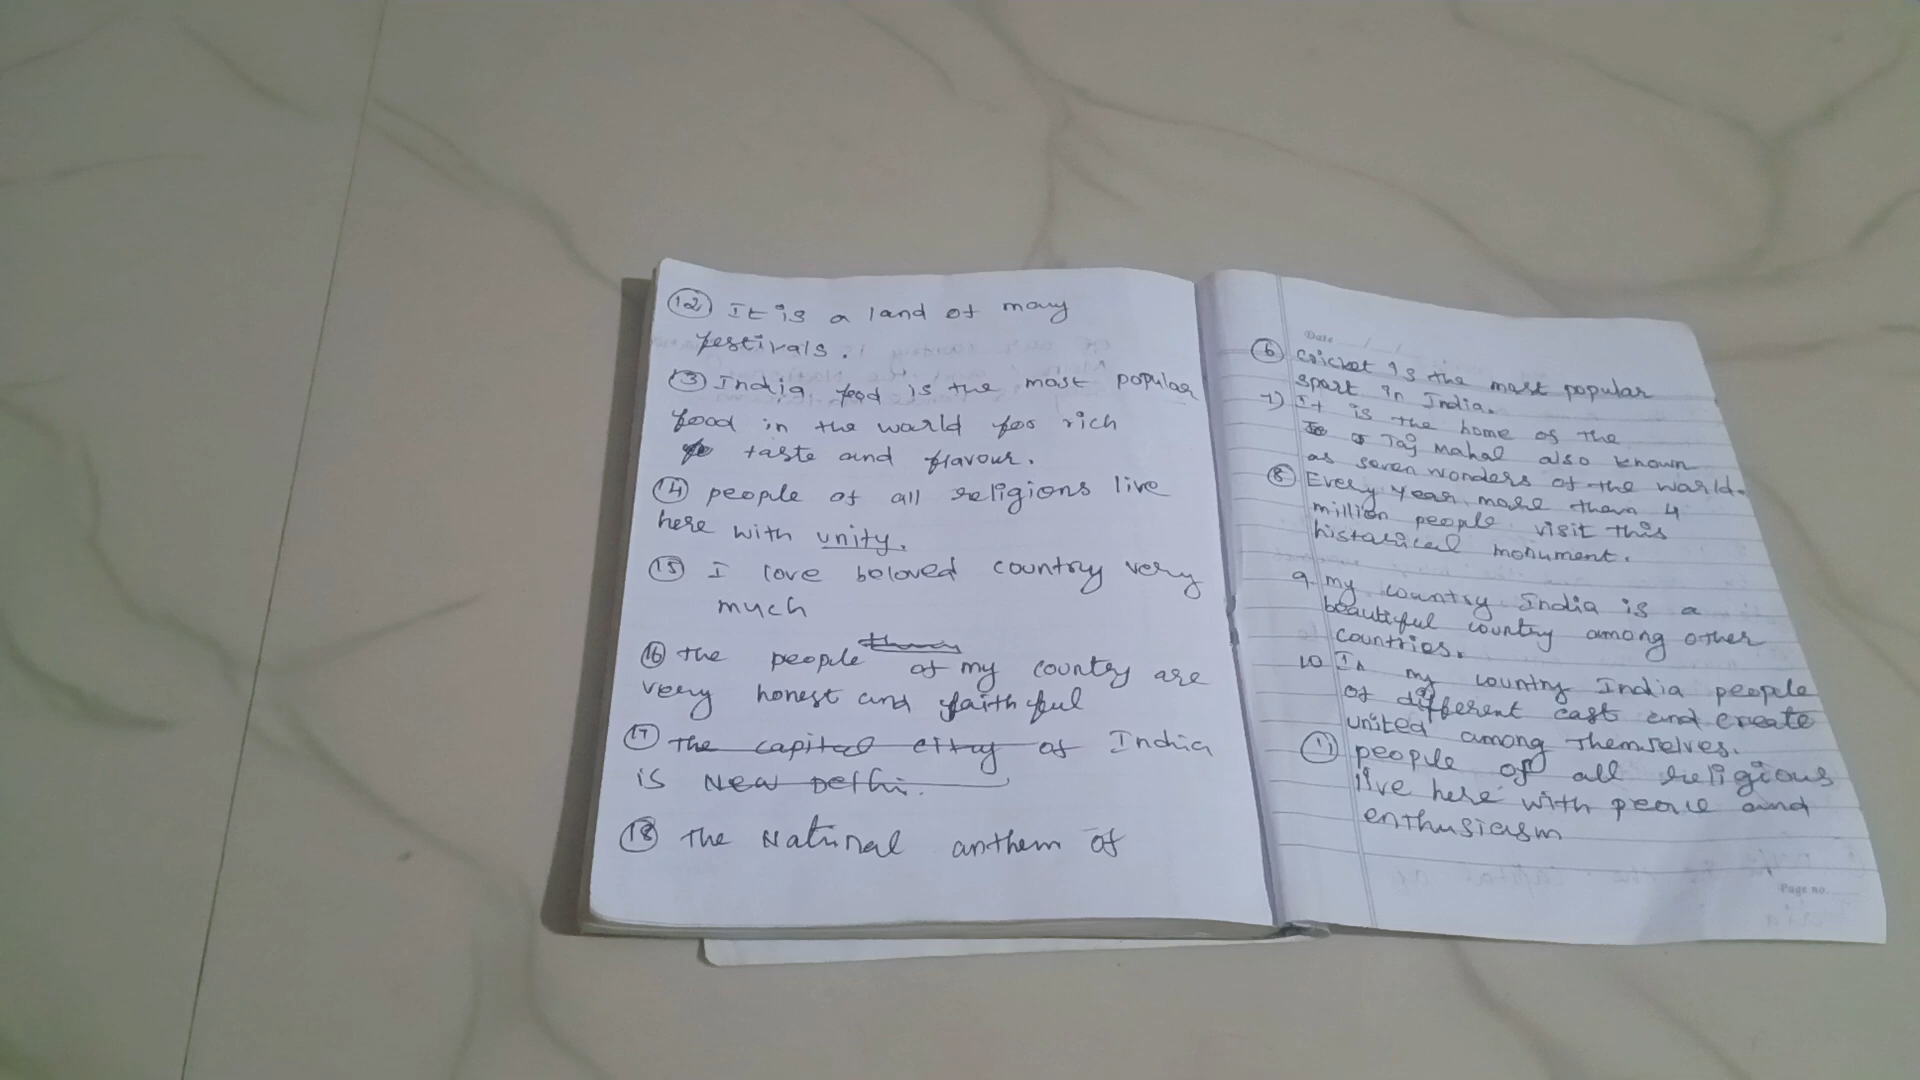 (12) It is a land of many
festivals.
(13) India food is the most popular
food in the world for rich
taste and flavour.
(14) people of all religions live
here with unity.
(15) I love beloved country very
much
(16) the people of my country are
very honest and faithful
(17) The capital city of India
is New Delhi.
(18) The National anthem of
Date / /
(6) Cricket is the most popular
sport in India.
7) It is the home of the
Taj Mahal also known
as seven wonders of the world.
(8) Every year more than 4
million people visit this
historical monument.
9. my country India is a
beautiful country among other
countries.
10 In my country India people
of different cast and create
united among themselves.
(11) people of all religious
live here with peace and
enthusiasm
Page no.